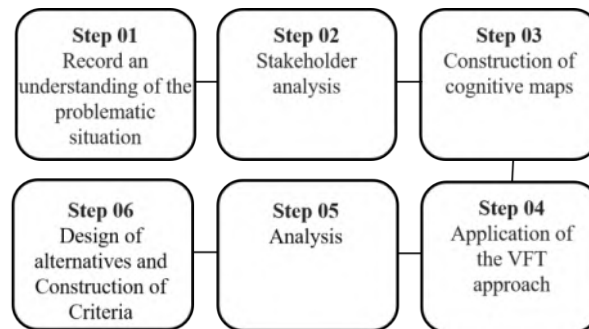 Step 01
Record an
understanding of the
problematic
situation
Step 02
Stakeholder
analysis
Step 03
Construction of
cognitive maps
Step 04
Application of
the VFT
approach
Step 05
Analysis
Step 06
Design of
alternatives and
Construction of
Criteria